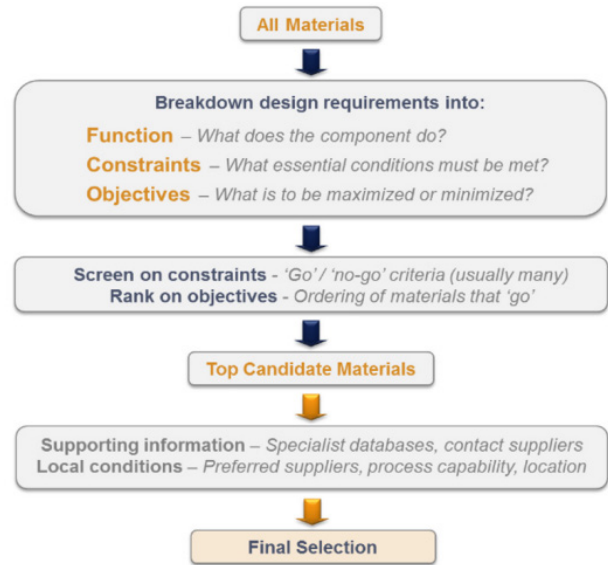 All Materials
Breakdown design requirements into:
Function – What does the component do?
Constraints – What essential conditions must be met?
Objectives – What is to be maximized or minimized?
Screen on constraints - ‘Go’ / ‘no-go’ criteria (usually many)
Rank on objectives - Ordering of materials that ‘go’
Top Candidate Materials
Supporting information – Specialist databases, contact suppliers
Local conditions – Preferred suppliers, process capability, location
Final Selection